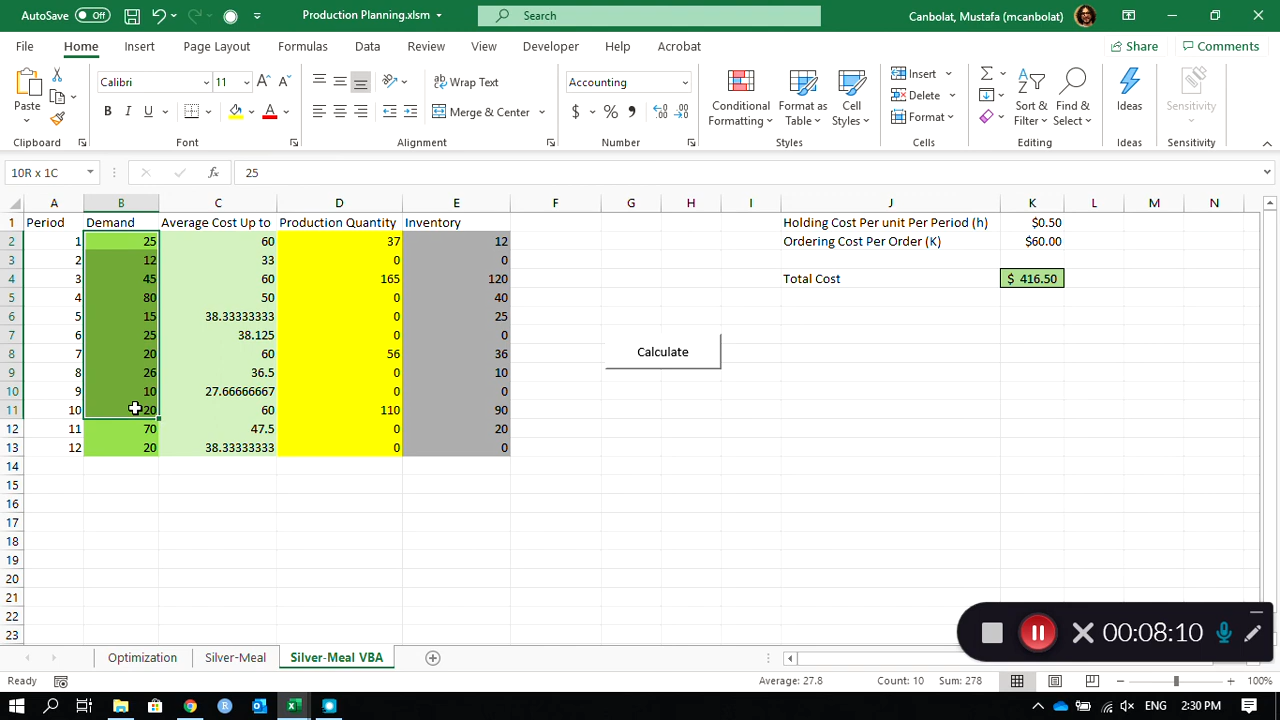 AutoSave Off Production Planning.xlsm Search Canbolat, Mustafa (mcanbolat)
File Home Insert Page Layout Formulas Data Review View Developer Help Acrobat Share Comments
Paste Calibri 11 A A Wrap Text Accounting Conditional Formatting Format as Table Cell Styles Insert Delete Format Sort & Filter Find & Select Ideas Sensitivity
B I U A Merge & Center $ % ,
Clipboard Font Alignment Number Styles Cells Editing Ideas Sensitivity
10R x 1C fx 25
A B C D E F G H I J K L M N
1 Period Demand Average Cost Up to Production Quantity Inventory Holding Cost Per unit Per Period (h) $0.50
2 1 25 60 37 12 Ordering Cost Per Order (K) $60.00
3 2 12 33 0 0
4 3 45 60 165 120 Total Cost $ 416.50
5 4 80 50 0 40
6 5 15 38.33333333 0 25
7 6 25 38.125 0 0
8 7 20 60 56 36 Calculate
9 8 26 36.5 0 10
10 9 10 27.66666667 0 0
11 10 20 60 110 90
12 11 70 47.5 0 20
13 12 20 38.33333333 0 0
14
15
16
17
18
19
20
21
22
23
00:08:10
Optimization Silver-Meal Silver-Meal VBA
Ready Average: 27.8 Count: 10 Sum: 278 100%
ENG 2:30 PM